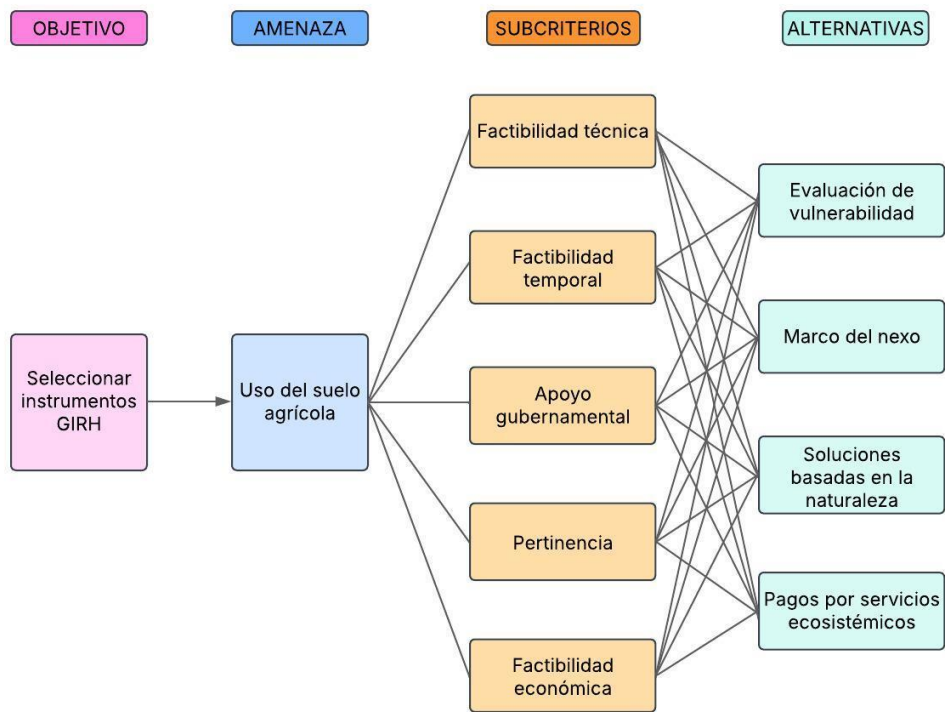 OBJETIVO
AMENAZA
SUBCRITERIOS
ALTERNATIVAS
Seleccionar
instrumentos
GIRH
Uso del suelo
agrícola
Factibilidad técnica
Factibilidad
temporal
Apoyo
gubernamental
Pertinencia
Factibilidad
económica
Evaluación de
vulnerabilidad
Marco del nexo
Soluciones
basadas en la
naturaleza
Pagos por servicios
ecosistémicos